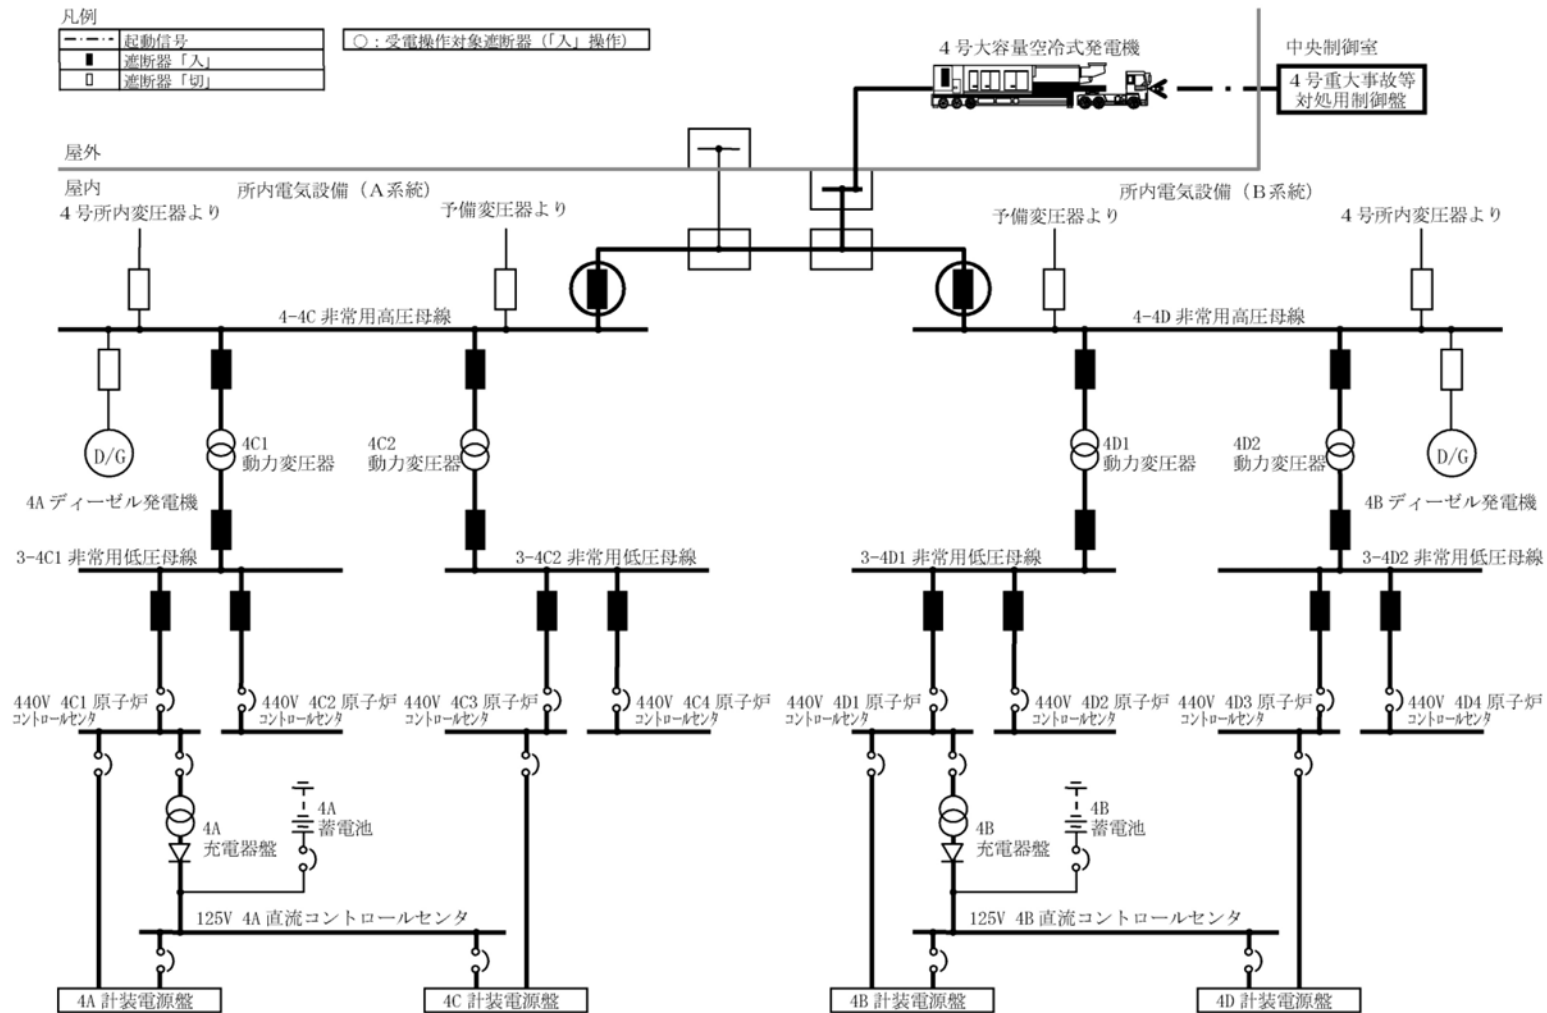 凡例
起動信号
遮断器「入」
遮断器「切」
○：受電操作対象遮断器（「入」操作）
4号大容量空冷式発電機
中央制御室
4号重大事故等
対処用制御盤
屋外
屋内
所内電気設備（A系統）
所内電気設備（B系統）
4号所内変圧器より
予備変圧器より
予備変圧器より
4号所内変圧器より
4-4C 非常用高圧母線
4-4D 非常用高圧母線
D/G
4A ディーゼル発電機
4C1
動力変圧器
4C2
動力変圧器
4D1
動力変圧器
4D2
動力変圧器
D/G
4B ディーゼル発電機
3-4C1 非常用低圧母線
3-4C2 非常用低圧母線
3-4D1 非常用低圧母線
3-4D2 非常用低圧母線
440V 4C1 原子炉
コントロールセンタ
440V 4C2 原子炉
コントロールセンタ
440V 4C3 原子炉
コントロールセンタ
440V 4C4 原子炉
コントロールセンタ
440V 4D1 原子炉
コントロールセンタ
440V 4D2 原子炉
コントロールセンタ
440V 4D3 原子炉
コントロールセンタ
440V 4D4 原子炉
コントロールセンタ
4A
充電器盤
4A
蓄電池
4B
充電器盤
4B
蓄電池
125V 4A 直流コントロールセンタ
125V 4B 直流コントロールセンタ
4A 計装電源盤
4C 計装電源盤
4B 計装電源盤
4D 計装電源盤